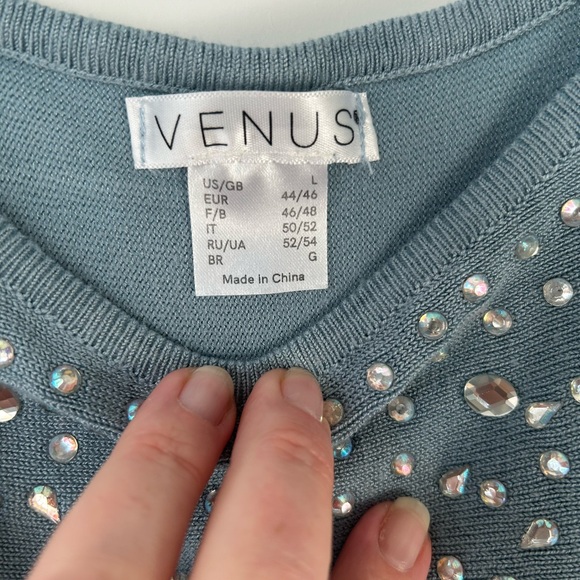 VENUS
US/GB L
EUR 44/46
F/B 46/48
IT 50/52
RU/UA 52/54
BR G
Made in China